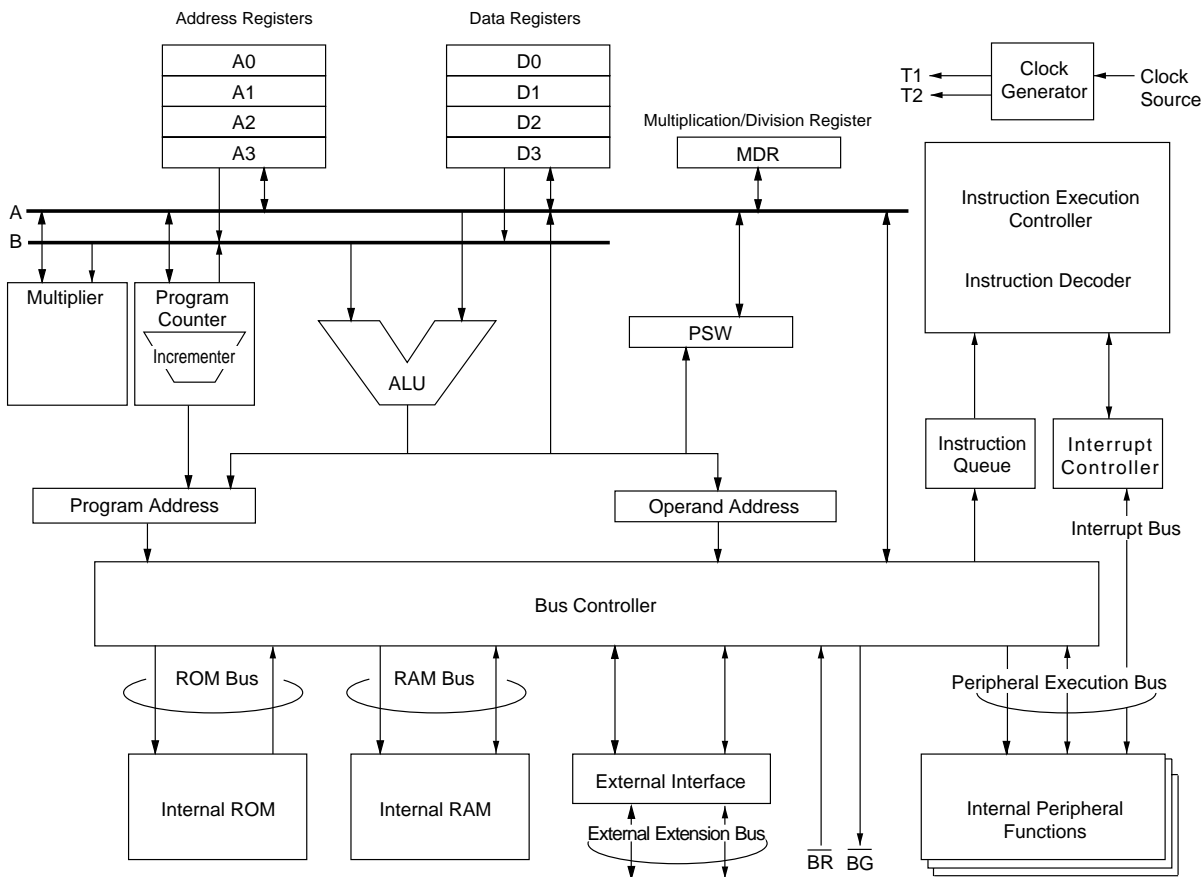 Address Registers
Data Registers
A0
A1
A2
A3
D0
D1
D2
D3
Multiplication/Division Register
MDR
T1
T2
Clock
Generator
Clock
Source
Instruction Execution
Controller
Instruction Decoder
A
B
Multiplier
Program
Counter
Incrementer
ALU
PSW
Instruction
Queue
Interrupt
Controller
Program Address
Operand Address
Interrupt Bus
Bus Controller
ROM Bus
RAM Bus
Peripheral Execution Bus
Internal ROM
Internal RAM
External Interface
External Extension Bus
BR
BG
Internal Peripheral
Functions